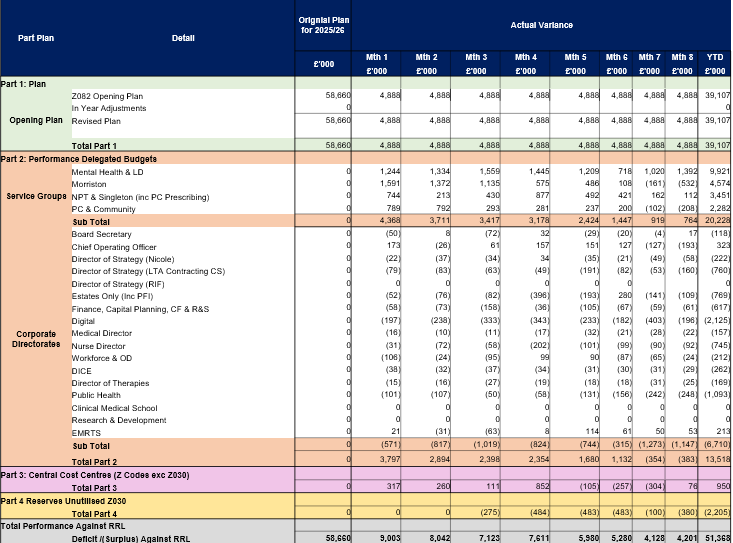 Part Plan Detail Orignial Plan for 2025/26 Actual Variance
£'000 Mth 1 £'000 Mth 2 £'000 Mth 3 £'000 Mth 4 £'000 Mth 5 £'000 Mth 6 £'000 Mth 7 £'000 Mth 8 £'000 YTD £'000
Part 1: Plan
Opening Plan
Z082 Opening Plan 58,660 4,888 4,888 4,888 4,888 4,888 4,888 4,888 4,888 39,107
In Year Adjustments 0 0
Revised Plan 58,660 4,888 4,888 4,888 4,888 4,888 4,888 4,888 4,888 39,107
Total Part 1 58,660 4,888 4,888 4,888 4,888 4,888 4,888 4,888 4,888 39,107
Part 2: Performance Delegated Budgets
Service Groups
Mental Health & LD 0 1,244 1,334 1,559 1,445 1,209 718 1,020 1,392 9,921
Morriston 0 1,591 1,372 1,135 575 486 108 (161) (532) 4,574
NPT & Singleton (inc PC Prescribing) 0 744 213 430 877 492 421 162 112 3,451
PC & Community 0 789 792 293 281 237 200 (102) (208) 2,282
Sub Total 0 4,368 3,711 3,417 3,178 2,424 1,447 919 764 20,228
Corporate Directorates
Board Secretary 0 (50) 8 (72) 32 (29) (20) (4) 17 (118)
Chief Operating Officer 0 173 (26) 61 157 151 127 (127) (193) 323
Director of Strategy (Nicole) 0 (22) (37) (34) 34 (35) (21) (49) (58) (222)
Director of Strategy (LTA Contracting CS) 0 (79) (83) (63) (49) (191) (82) (53) (160) (760)
Director of Strategy (RIF) 0 0 0 0 0 0 0 0 0 0
Estates Only (Inc PFI) 0 (52) (76) (82) (396) (193) 280 (141) (109) (769)
Finance, Capital Planning, CF & R&S 0 (58) (73) (158) (36) (105) (67) (59) (61) (617)
Digital 0 (197) (238) (333) (343) (233) (182) (403) (196) (2,125)
Medical Director 0 (16) (10) (11) (17) (32) (21) (28) (22) (157)
Nurse Director 0 (31) (72) (58) (202) (101) (99) (90) (92) (745)
Workforce & OD 0 (106) (24) (95) 99 90 (87) (65) (24) (212)
DICE 0 (38) (32) (37) (34) (31) (30) (31) (29) (262)
Director of Therapies 0 (15) (16) (27) (19) (18) (18) (31) (25) (169)
Public Health 0 (101) (107) (50) (58) (131) (156) (242) (248) (1,093)
Clinical Medical School 0 0 0 0 0 0 0 0 0 0
Research & Development 0 0 0 0 0 0 0 0 0 0
EMRTS 0 21 (31) (63) 8 114 61 50 53 213
Sub Total 0 (571) (817) (1,019) (824) (744) (315) (1,273) (1,147) (6,710)
Total Part 2 0 3,797 2,894 2,398 2,354 1,680 1,132 (354) (383) 13,518
Part 3: Central Cost Centres (Z Codes exc Z030)
Total Part 3 0 317 260 111 852 (105) (257) (304) 76 950
Part 4 Reserves Unutilised Z030
Total Part 4 0 0 0 (275) (484) (483) (483) (100) (380) (2,205)
Total Performance Against RRL
Deficit /(Surplus) Against RRL 58,660 9,003 8,042 7,123 7,611 5,980 5,280 4,128 4,201 51,368